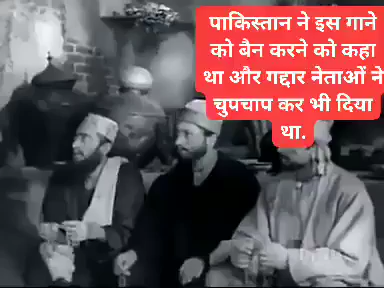 पाकिस्तान ने इस गाने
को बैन करने को कहा
था और गद्दार नेताओं ने
चुपचाप कर भी दिया
था.